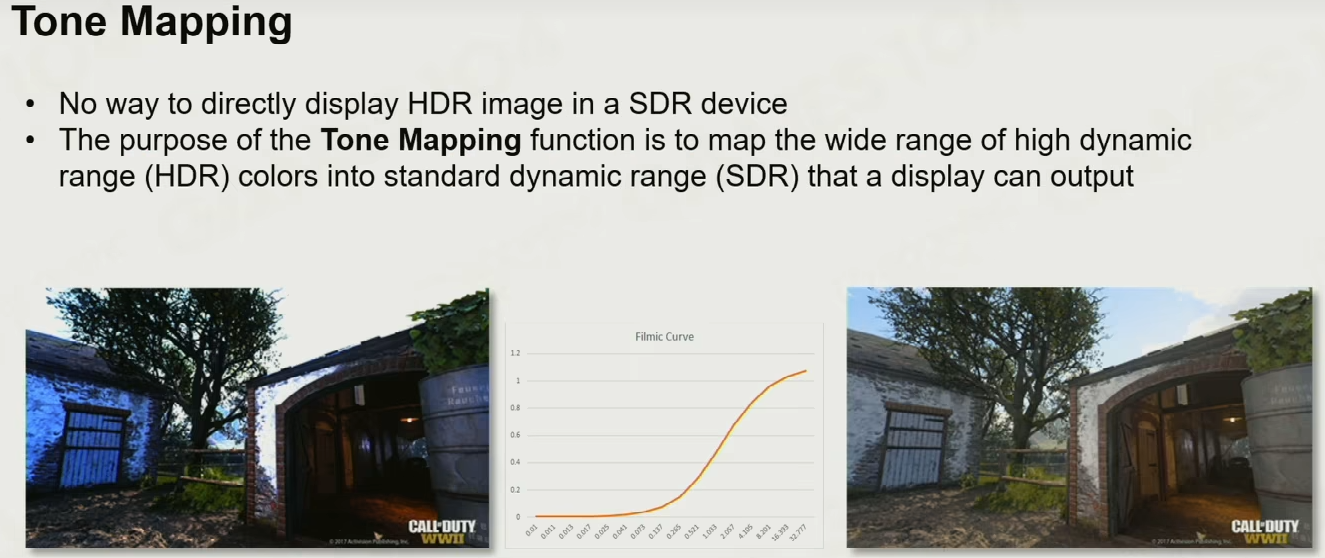 Tone Mapping
• No way to directly display HDR image in a SDR device
• The purpose of the Tone Mapping function is to map the wide range of high dynamic
range (HDR) colors into standard dynamic range (SDR) that a display can output
CALL OF DUTY
WWII
© 2017 Activision Publishing, Inc.
Filmic Curve
1.2
1
0.8
0.6
0.4
0.2
0
0.01
0.011
0.013
0.017
0.025
0.041
0.073
0.137
0.265
0.521
1.033
2.057
4.105
8.201
16.393
32.777
CALL OF DUTY
WWII
© 2017 Activision Publishing, Inc.